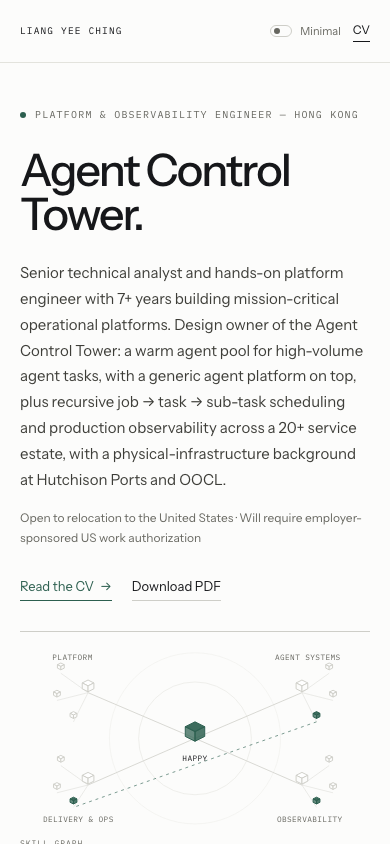 LIANG YEE CHING
Minimal
CV
PLATFORM & OBSERVABILITY ENGINEER — HONG KONG
Agent Control
Tower.
Senior technical analyst and hands-on platform
engineer with 7+ years building mission-critical
operational platforms. Design owner of the Agent
Control Tower: a warm agent pool for high-volume
agent tasks, with a generic agent platform on top,
plus recursive job → task → sub-task scheduling
and production observability across a 20+ service
estate, with a physical-infrastructure background
at Hutchison Ports and OOCL.
Open to relocation to the United States · Will require employer-
sponsored US work authorization
Read the CV →
Download PDF
PLATFORM
AGENT SYSTEMS
HAPPY
DELIVERY & OPS
OBSERVABILITY
SKILL GRAPH